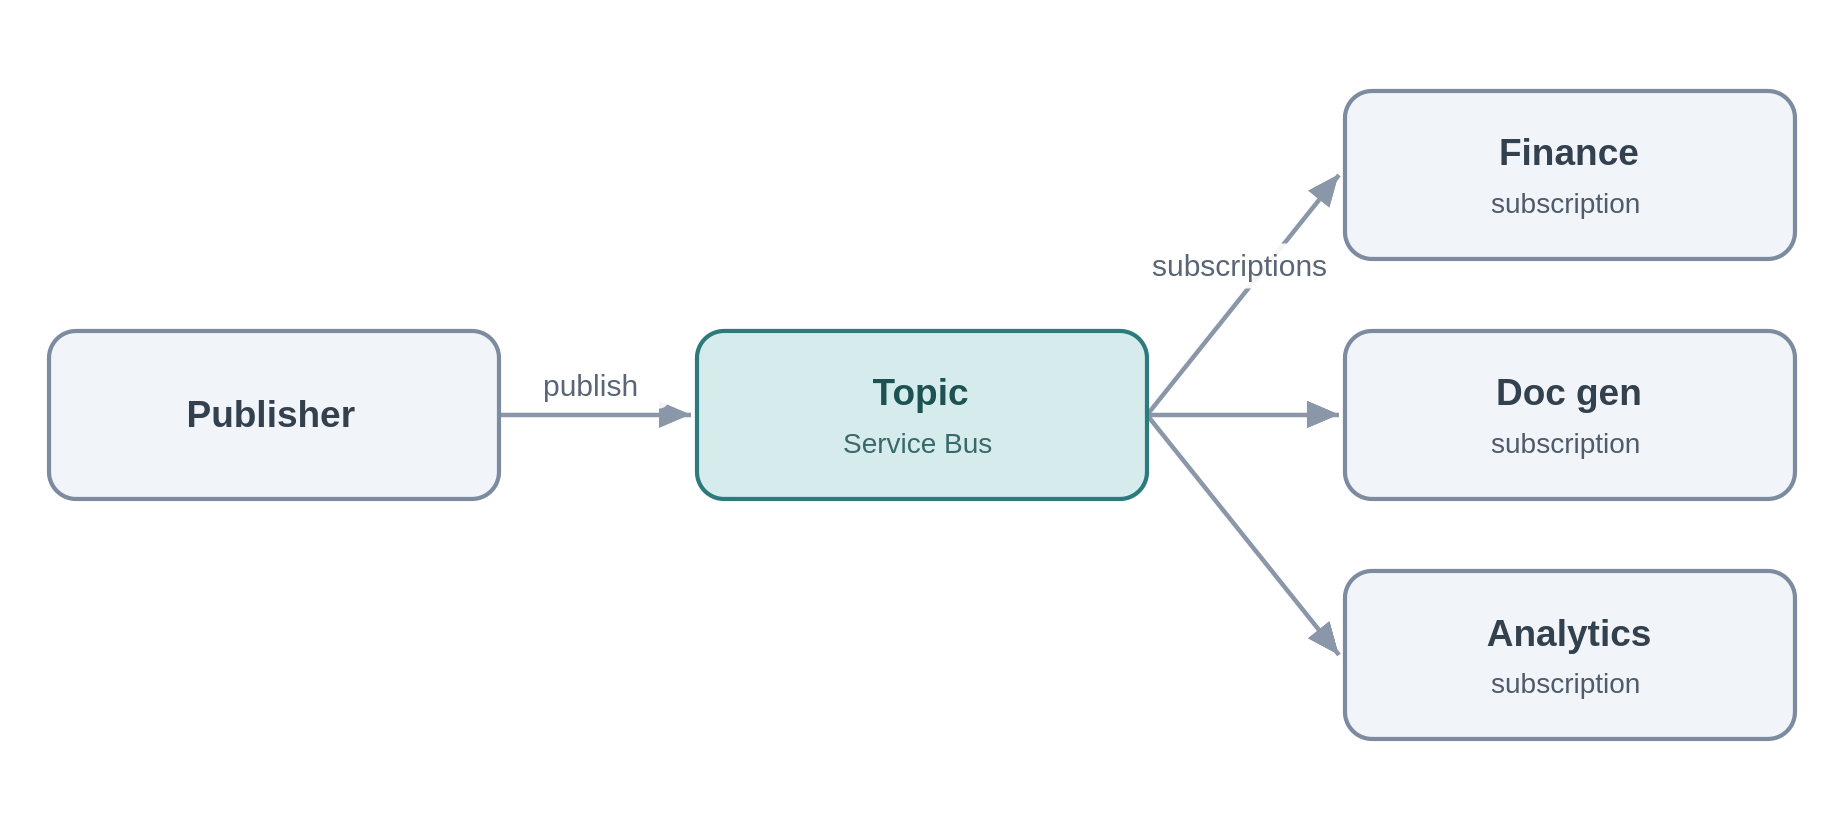 Publisher
publish
Topic
Service Bus
subscriptions
Finance
subscription
Doc gen
subscription
Analytics
subscription